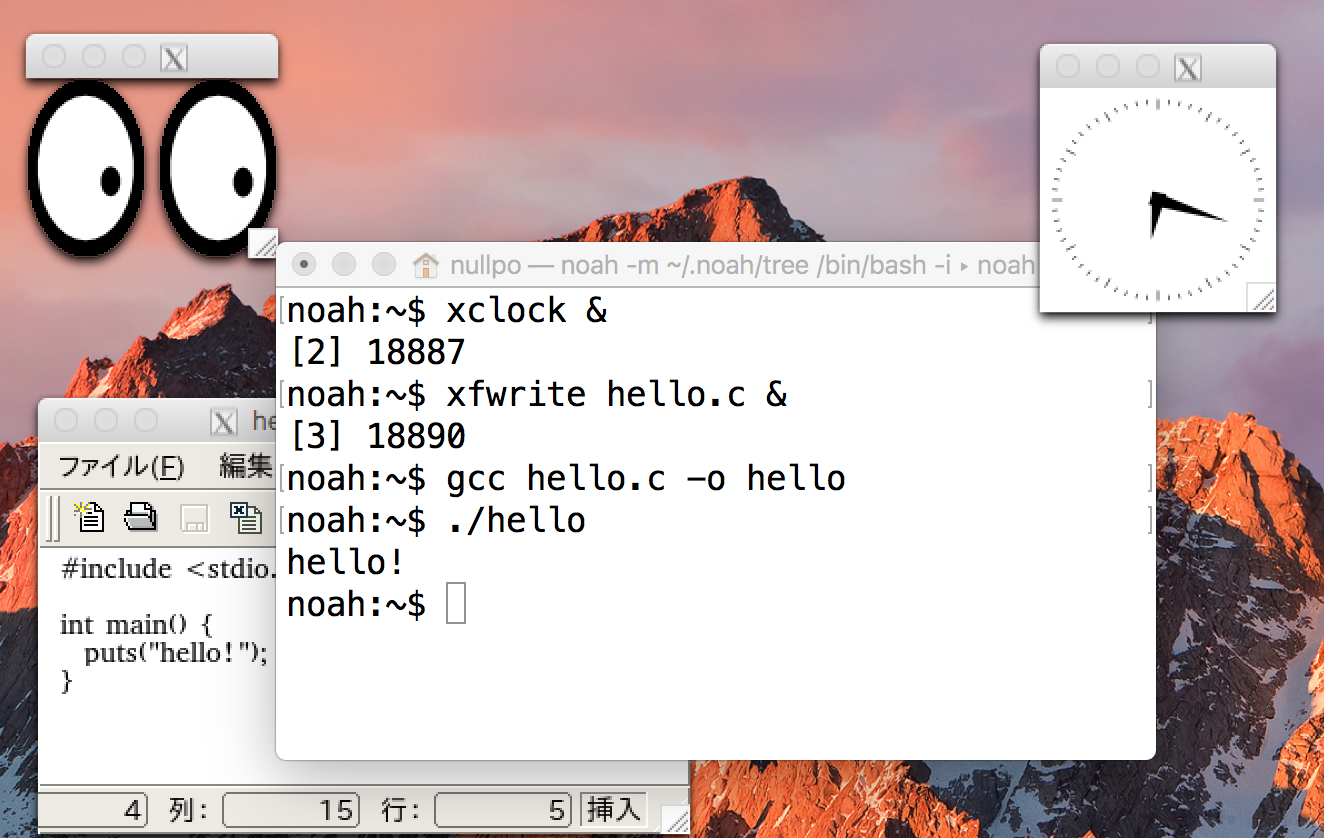 nullpo — noah -m ~/.noah/tree /bin/bash -i ▸ noah
noah:~$ xclock &
[2] 18887
noah:~$ xfwrite hello.c &
[3] 18890
noah:~$ gcc hello.c -o hello
noah:~$ ./hello
hello!
noah:~$
he
ファイル(F) 編集
#include <stdio.
int main() {
puts("hello!");
}
4 列: 15 行: 5 挿入